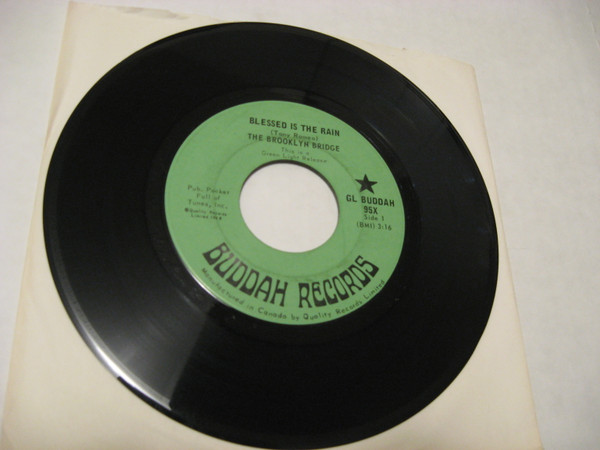 BLESSED IS THE RAIN
(Tony Romeo)
THE BROOKLYN BRIDGE
This is a
Green Light Release
Pub. Pocket
Full of
Tunes, Inc.
GL BUDDAH
95X
Side 1
(BMI) 3:16
BUDDAH RECORDS
Manufactured in Canada by Quality Records Limited